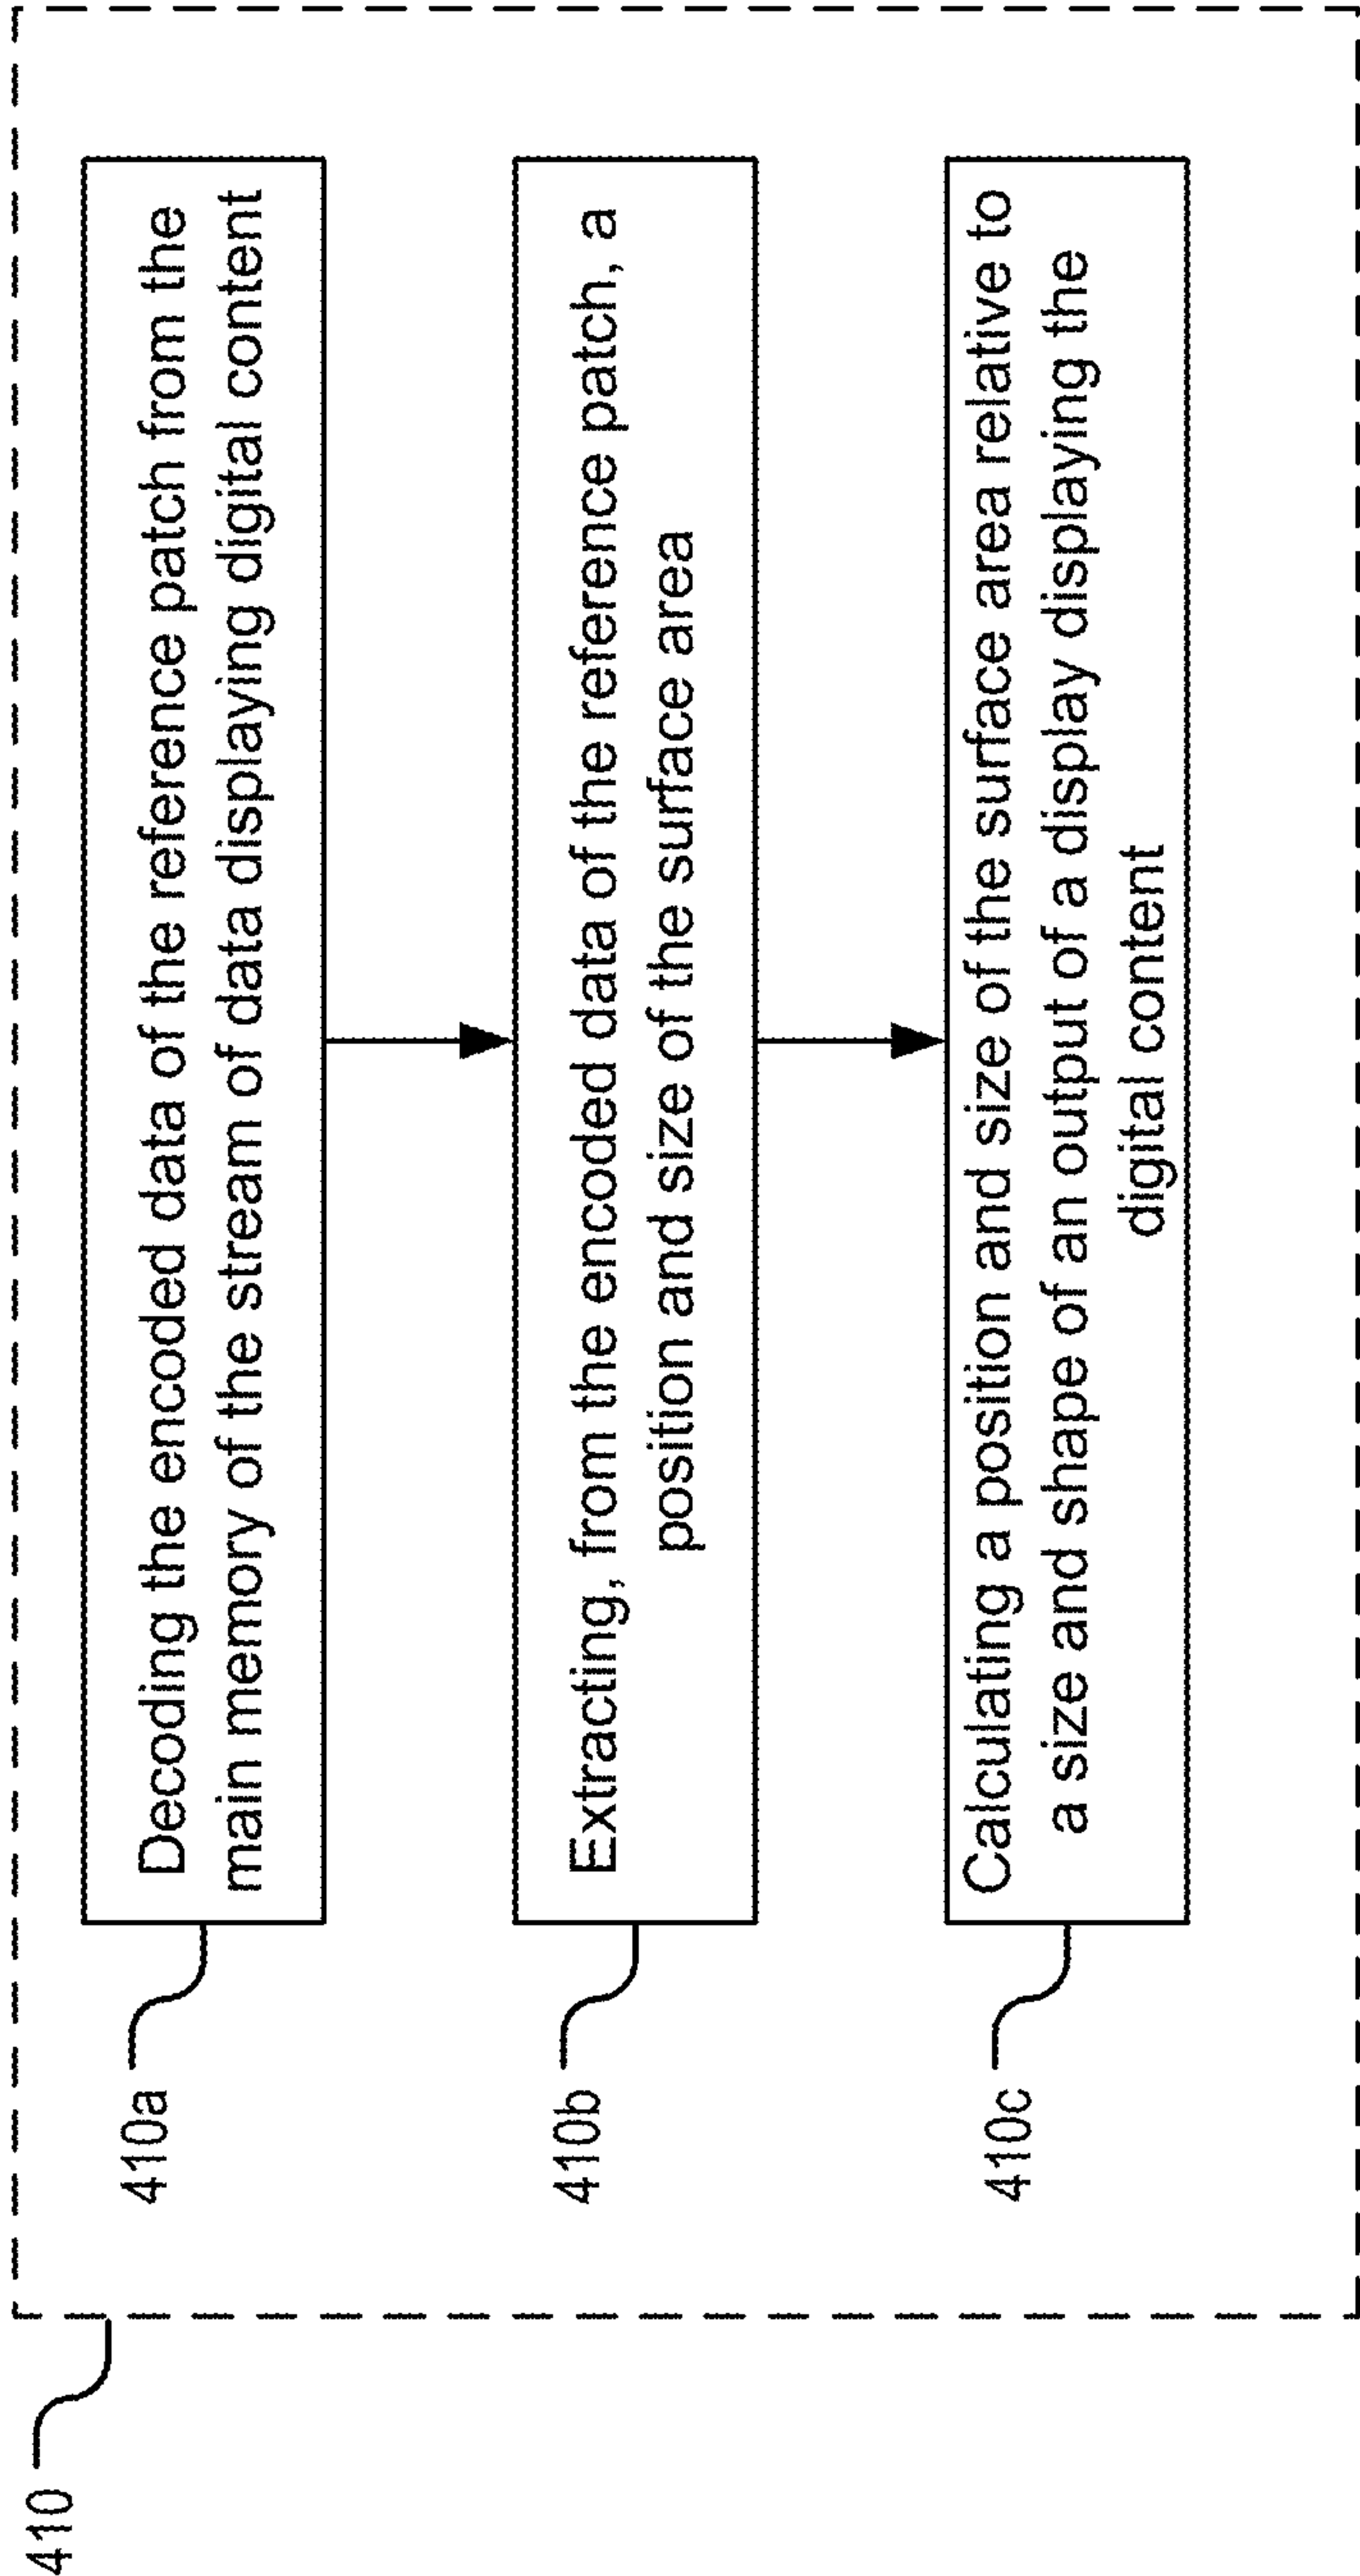 410
410a
Decoding the encoded data of the reference patch from the
main memory of the stream of data displaying digital content
410b
Extracting, from the encoded data of the reference patch, a
position and size of the surface area
410c
Calculating a position and size of the surface area relative to
a size and shape of an output of a display displaying the
digital content